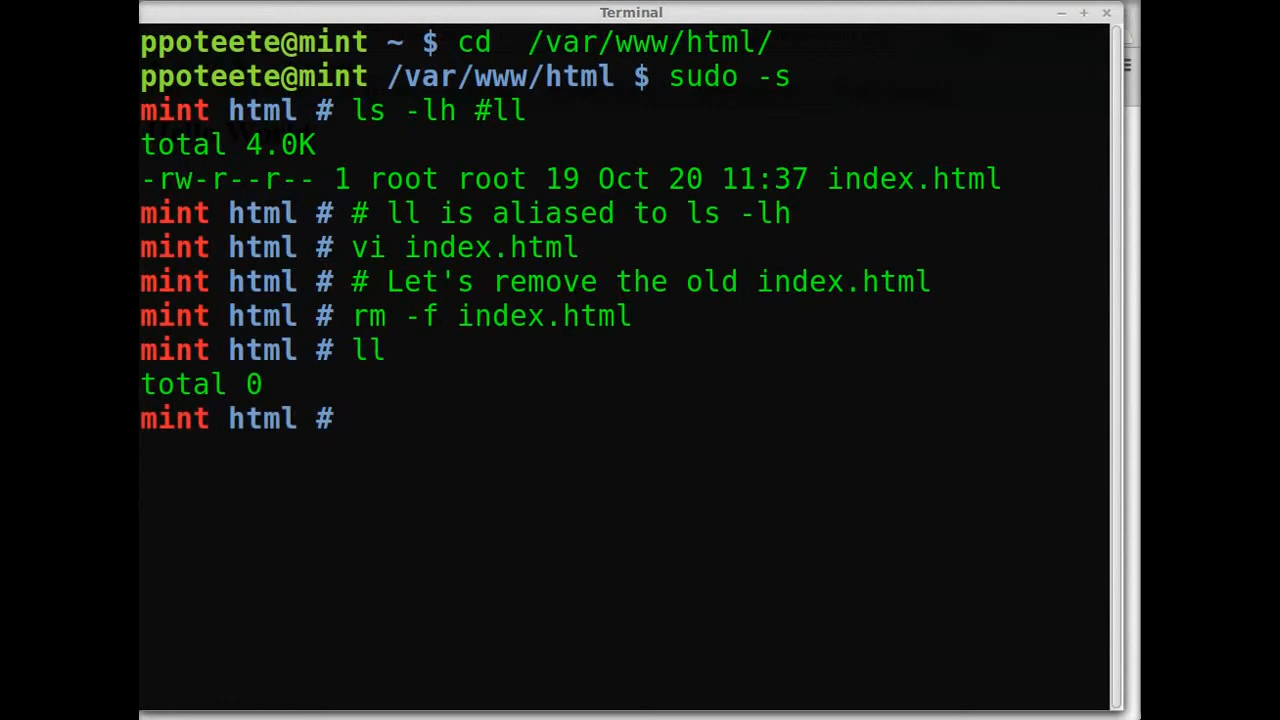 Terminal
ppoteete@mint ~ $ cd  /var/www/html/
ppoteete@mint /var/www/html $ sudo -s
mint html # ls -lh #ll
total 4.0K
-rw-r--r-- 1 root root 19 Oct 20 11:37 index.html
mint html # # ll is aliased to ls -lh
mint html # vi index.html
mint html # # Let's remove the old index.html
mint html # rm -f index.html
mint html # ll
total 0
mint html #